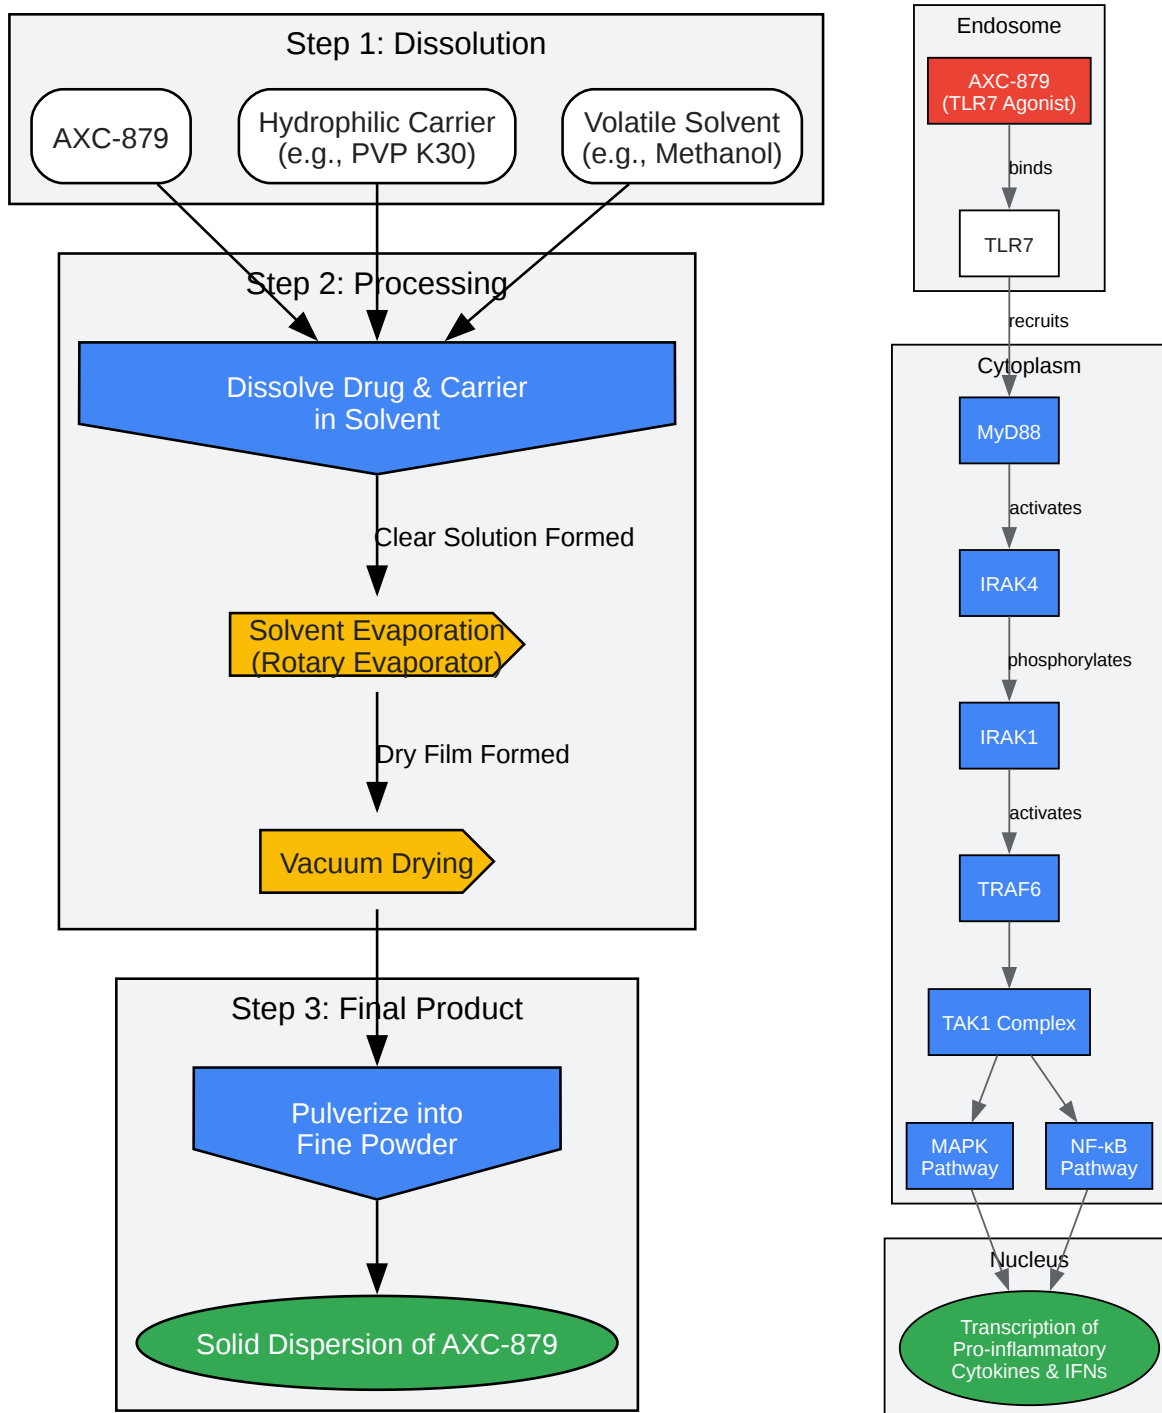 Step 1: Dissolution
AXC-879
Hydrophilic Carrier
(e.g., PVP K30)
Volatile Solvent
(e.g., Methanol)
Step 2: Processing
Dissolve Drug & Carrier
in Solvent
Clear Solution Formed
Solvent Evaporation
(Rotary Evaporator)
Dry Film Formed
Vacuum Drying
Step 3: Final Product
Pulverize into
Fine Powder
Solid Dispersion of AXC-879
Endosome
AXC-879
(TLR7 Agonist)
binds
TLR7
recruits
Cytoplasm
MyD88
activates
IRAK4
phosphorylates
IRAK1
activates
TRAF6
TAK1 Complex
MAPK
Pathway
NF-κB
Pathway
Nucleus
Transcription of
Pro-inflammatory
Cytokines & IFNs